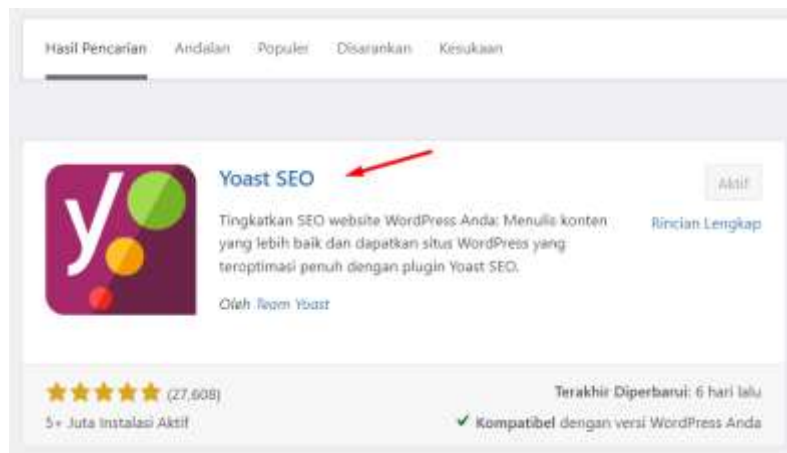 Hasil Pencarian Andalan Populer Disarankan Kesukaan
y
Yoast SEO
Aktif
Tingkatkan SEO website WordPress Anda: Menulis konten
yang lebih baik dan dapatkan situs WordPress yang
teroptimasi penuh dengan plugin Yoast SEO.
Rincian Lengkap
Oleh Team Yoast
(27,608)
5+ Juta Instalasi Aktif
Terakhir Diperbarui: 6 hari lalu
✔ Kompatibel dengan versi WordPress Anda